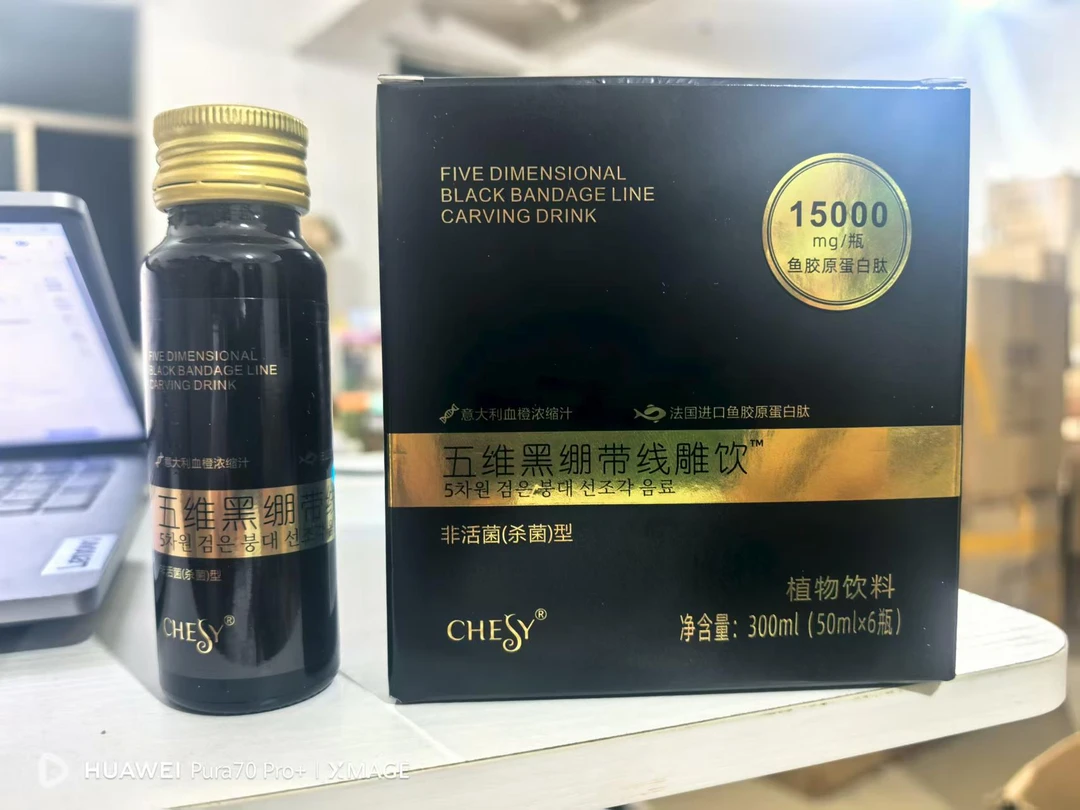 FIVE DIMENSIONAL
BLACK BANDAGE LINE
CARVING DRINK
意大利血橙浓缩汁
五维黑绷带线
5차원 검은 붕대 선조
非活菌(杀菌)型
CHESY®
FIVE DIMENSIONAL
BLACK BANDAGE LINE
CARVING DRINK
15000
mg/瓶
鱼胶原蛋白肽
意大利血橙浓缩汁
法国进口鱼胶原蛋白肽
五维黑绷带线雕饮™
5차원 검은 붕대 선조각 음료
非活菌(杀菌)型
植物饮料
CHESY®
净含量：300ml（50ml×6瓶）
HUAWEI Pura70 Pro+ | XMAGE